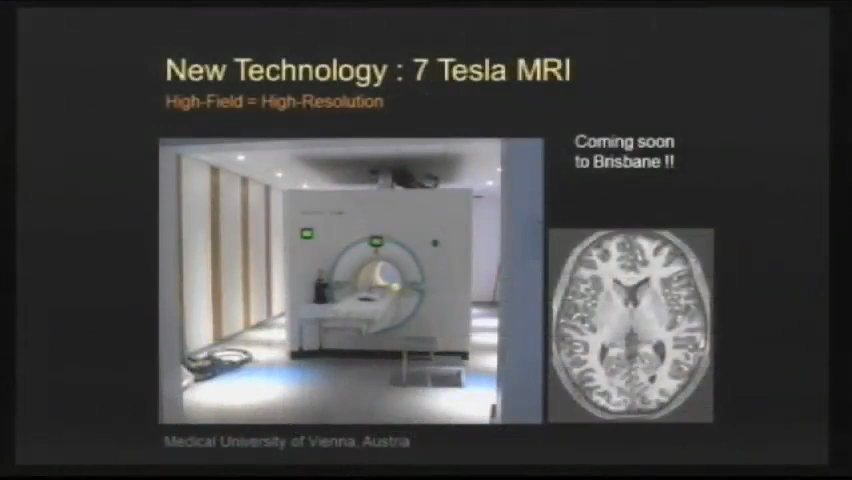 New Technology : 7 Tesla MRI
High-Field = High-Resolution
Coming soon
to Brisbane !!
Medical University of Vienna, Austria